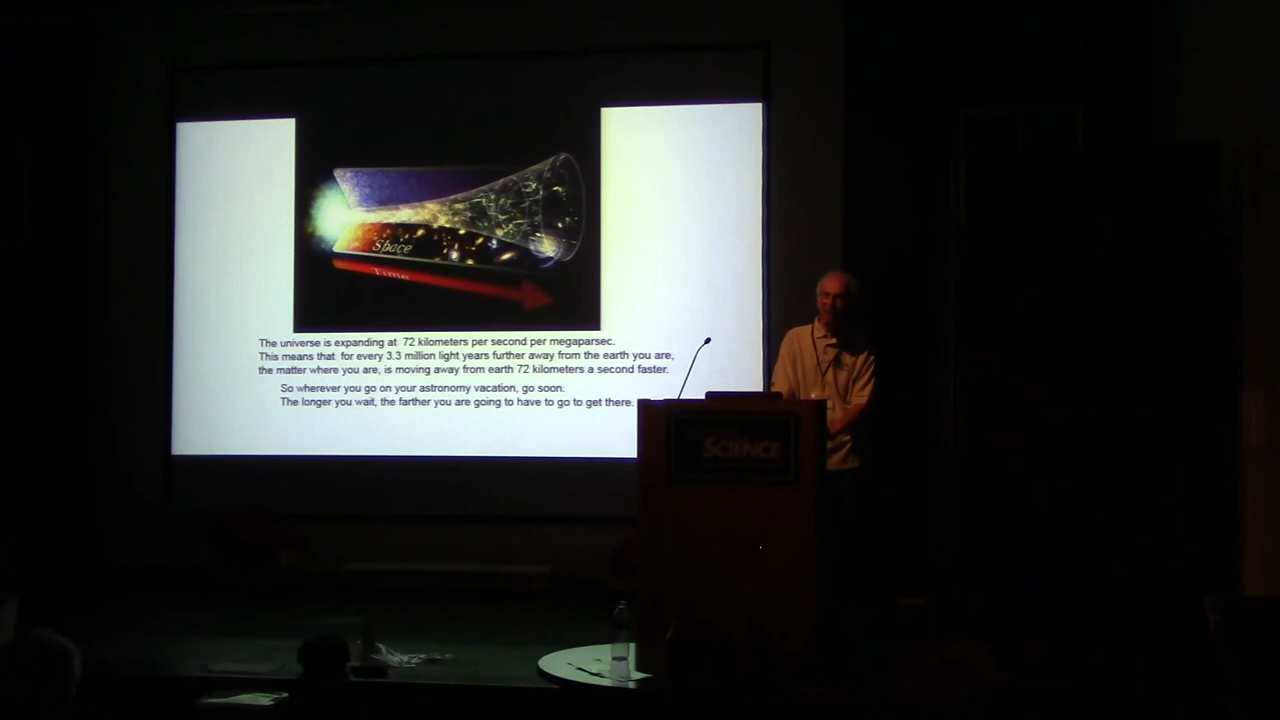 Space
Time
The universe is expanding at 72 kilometers per second per megaparsec.
This means that for every 3.3 million light years further away from the earth you are,
the matter where you are, is moving away from earth 72 kilometers a second faster.
So wherever you go on your astronomy vacation, go soon.
The longer you wait, the farther you are going to have to go to get there.
SCIENCE